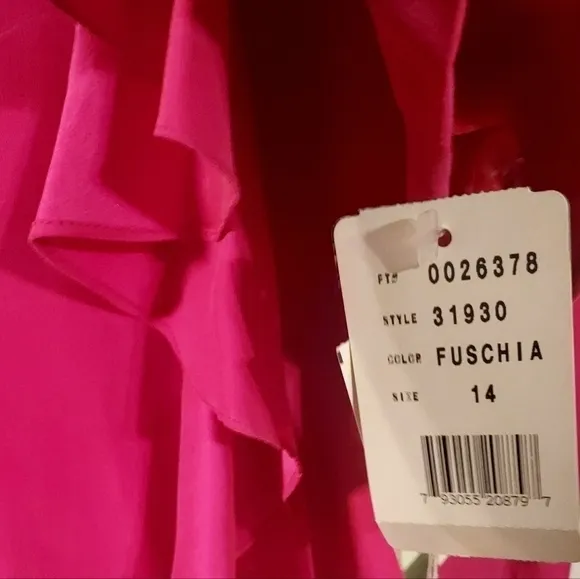 PT# 0026378
STYLE 31930
COLOR FUSCHIA
SIZE 14
7 93055 20879 7